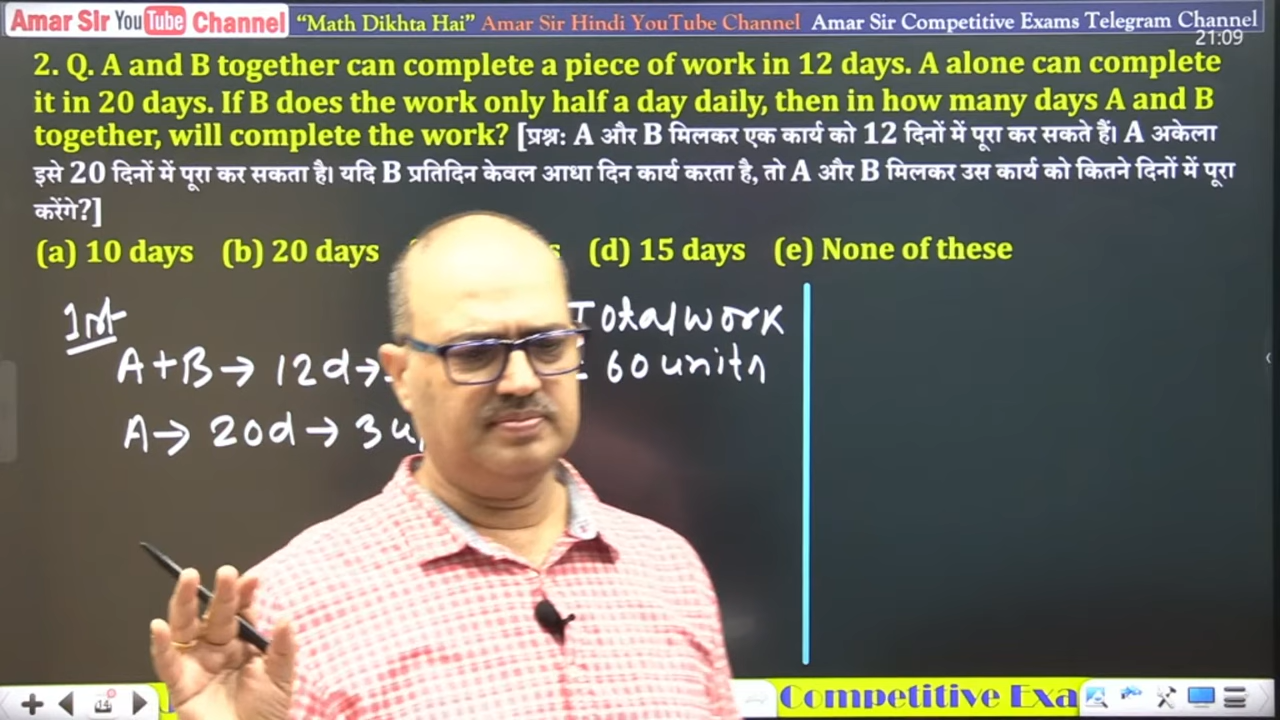 Amar Sir YouTube Channel "Math Dikhta Hai" Amar Sir Hindi YouTube Channel Amar Sir Competitive Exams Telegram Channel
21:09
2. Q. A and B together can complete a piece of work in 12 days. A alone can complete
it in 20 days. If B does the work only half a day daily, then in how many days A and B
together, will complete the work? [प्रश्न: A और B मिलकर एक कार्य को 12 दिनों में पूरा कर सकते हैं। A अकेला
इसे 20 दिनों में पूरा कर सकता है। यदि B प्रतिदिन केवल आधा दिन कार्य करता है, तो A और B मिलकर उस कार्य को कितने दिनों में पूरा
करेंगे?]
(a) 10 days (b) 20 days (d) 15 days (e) None of these
1st Total work
A+B → 12d → 60 units
A → 20d → 3u
14
Competitive Exa